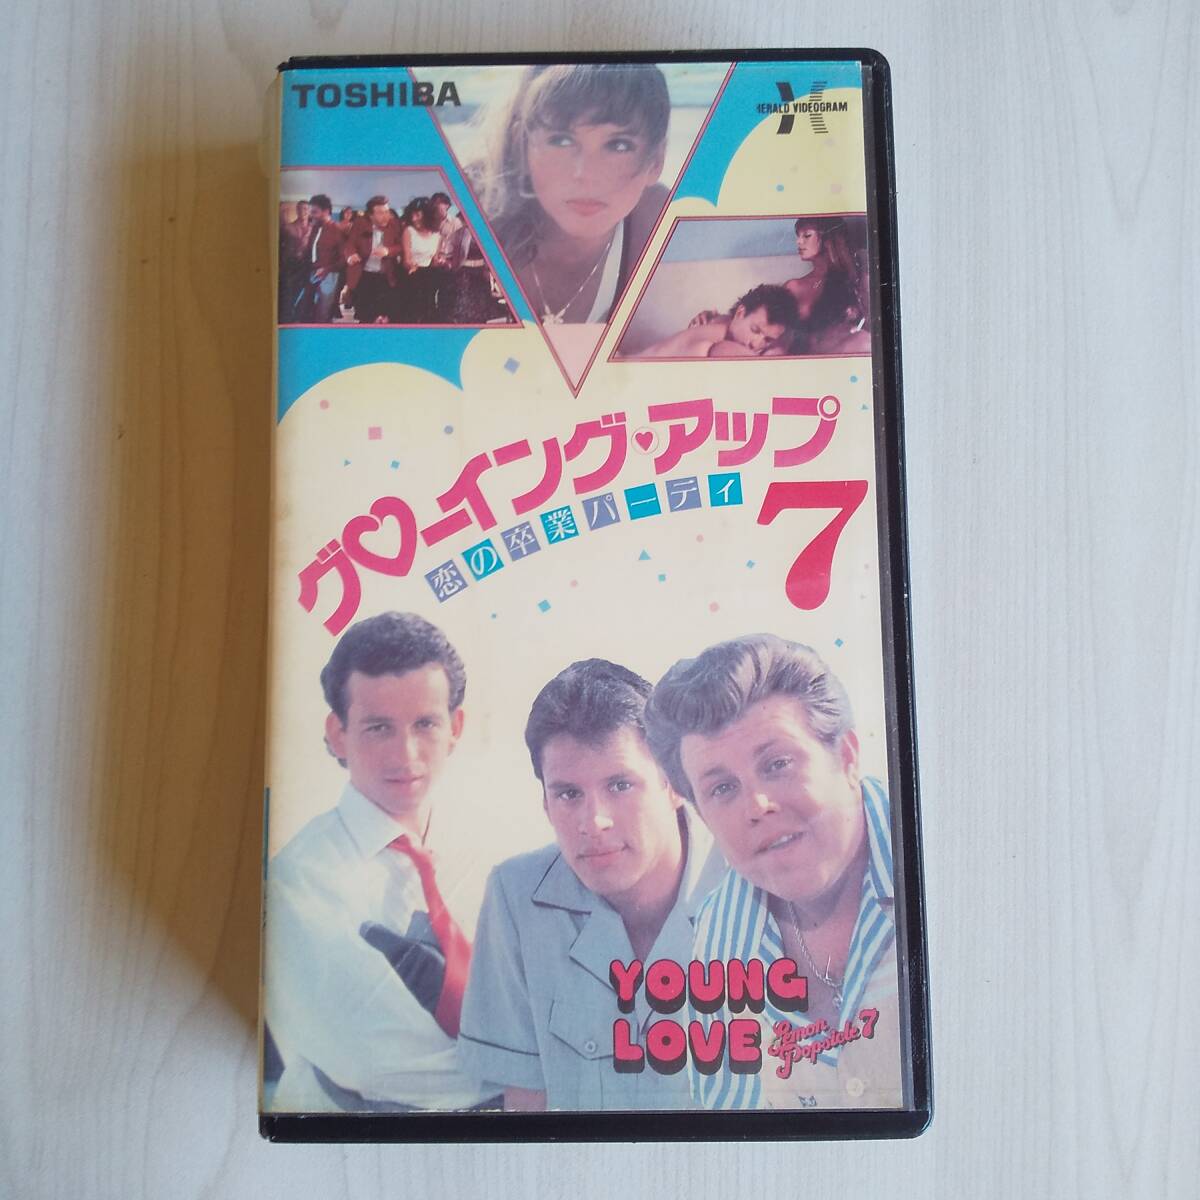 TOSHIBA
HERALD VIDEOGRAM
グローイング・アップ
7
恋の卒業パーティ
YOUNG
LOVE
Lemon
Popsicle 7